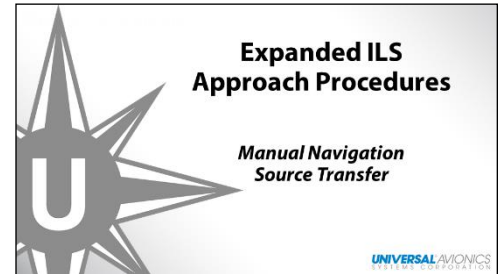 Expanded ILS
Approach Procedures
Manual Navigation
Source Transfer
U
UNIVERSAL AVIONICS
SYSTEMS CORPORATION